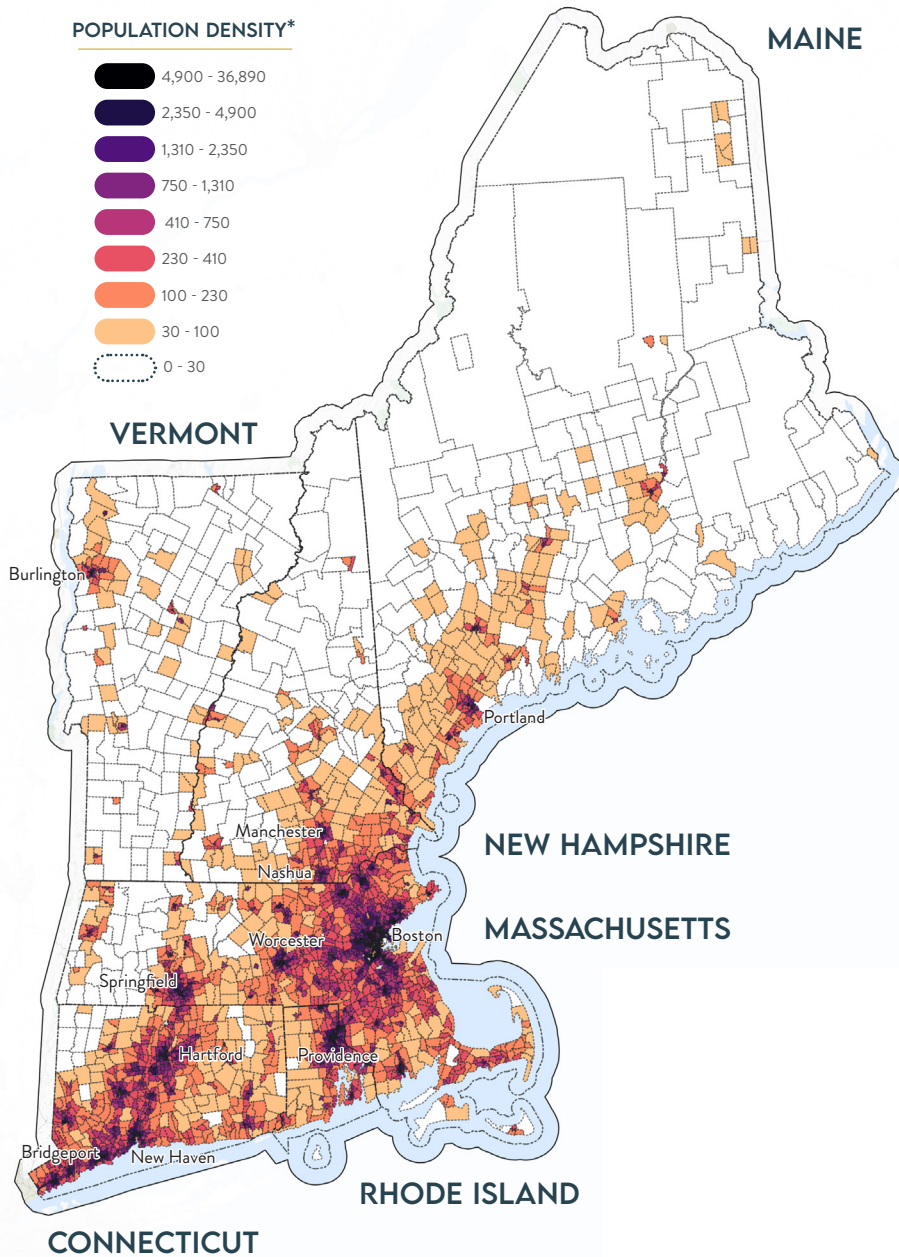 POPULATION DENSITY*
4,900 - 36,890
2,350 - 4,900
1,310 - 2,350
750 - 1,310
410 - 750
230 - 410
100 - 230
30 - 100
0 - 30
MAINE
VERMONT
Burlington
Portland
Manchester
NEW HAMPSHIRE
Nashua
MASSACHUSETTS
Worcester
Boston
Springfield
Hartford
Providence
Bridgeport
New Haven
RHODE ISLAND
CONNECTICUT